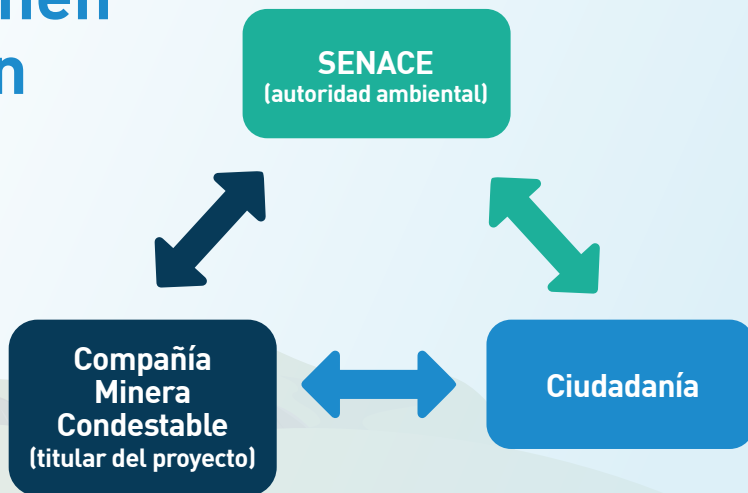 SENACE
(autoridad ambiental)
Compañía
Minera
Condestable
(titular del proyecto)
Ciudadanía